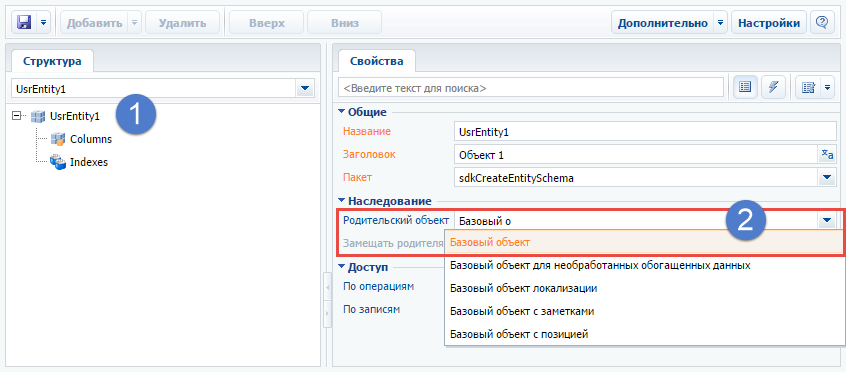 Добавить Удалить Вверх Вниз Дополнительно Настройки ?
Структура
UsrEntity1
UsrEntity1 1
Columns
Indexes
Свойства
<Введите текст для поиска>
Общие
Название UsrEntity1
Заголовок Объект 1
Пакет sdkCreateEntitySchema
Наследование
Родительский объект Базовый о 2
Замещать родителя Базовый объект
Базовый объект для необработанных обогащенных данных
Базовый объект локализации
Базовый объект с заметками
Базовый объект с позицией
Доступ
По операциям
По записям